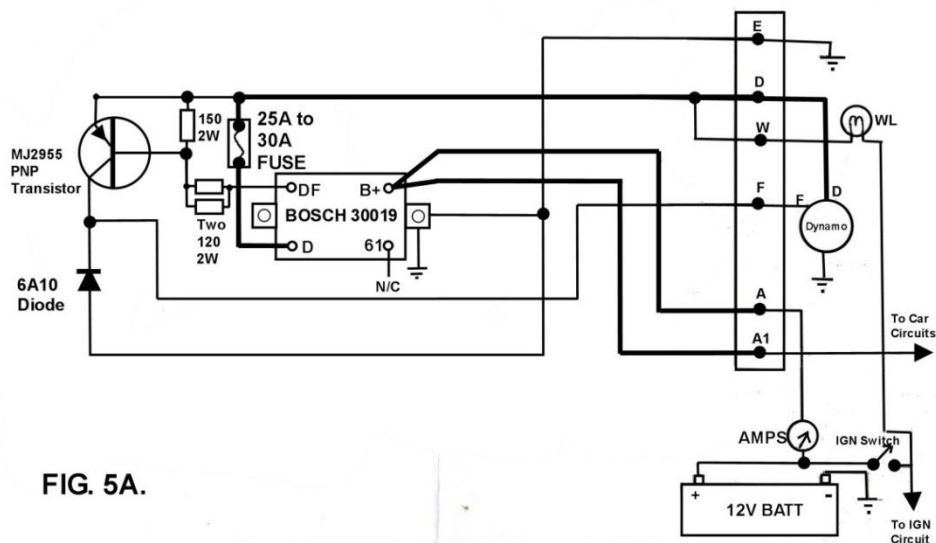 E
D
W
WL
150
2W
25A to
30A
FUSE
MJ2955
PNP
Transistor
DF
B+
BOSCH 30019
D
61
N/C
Two
120
2W
F
F
D
Dynamo
6A10
Diode
A
A1
To Car
Circuits
AMPS
IGN Switch
FIG. 5A.
+
-
12V BATT
To IGN
Circuit